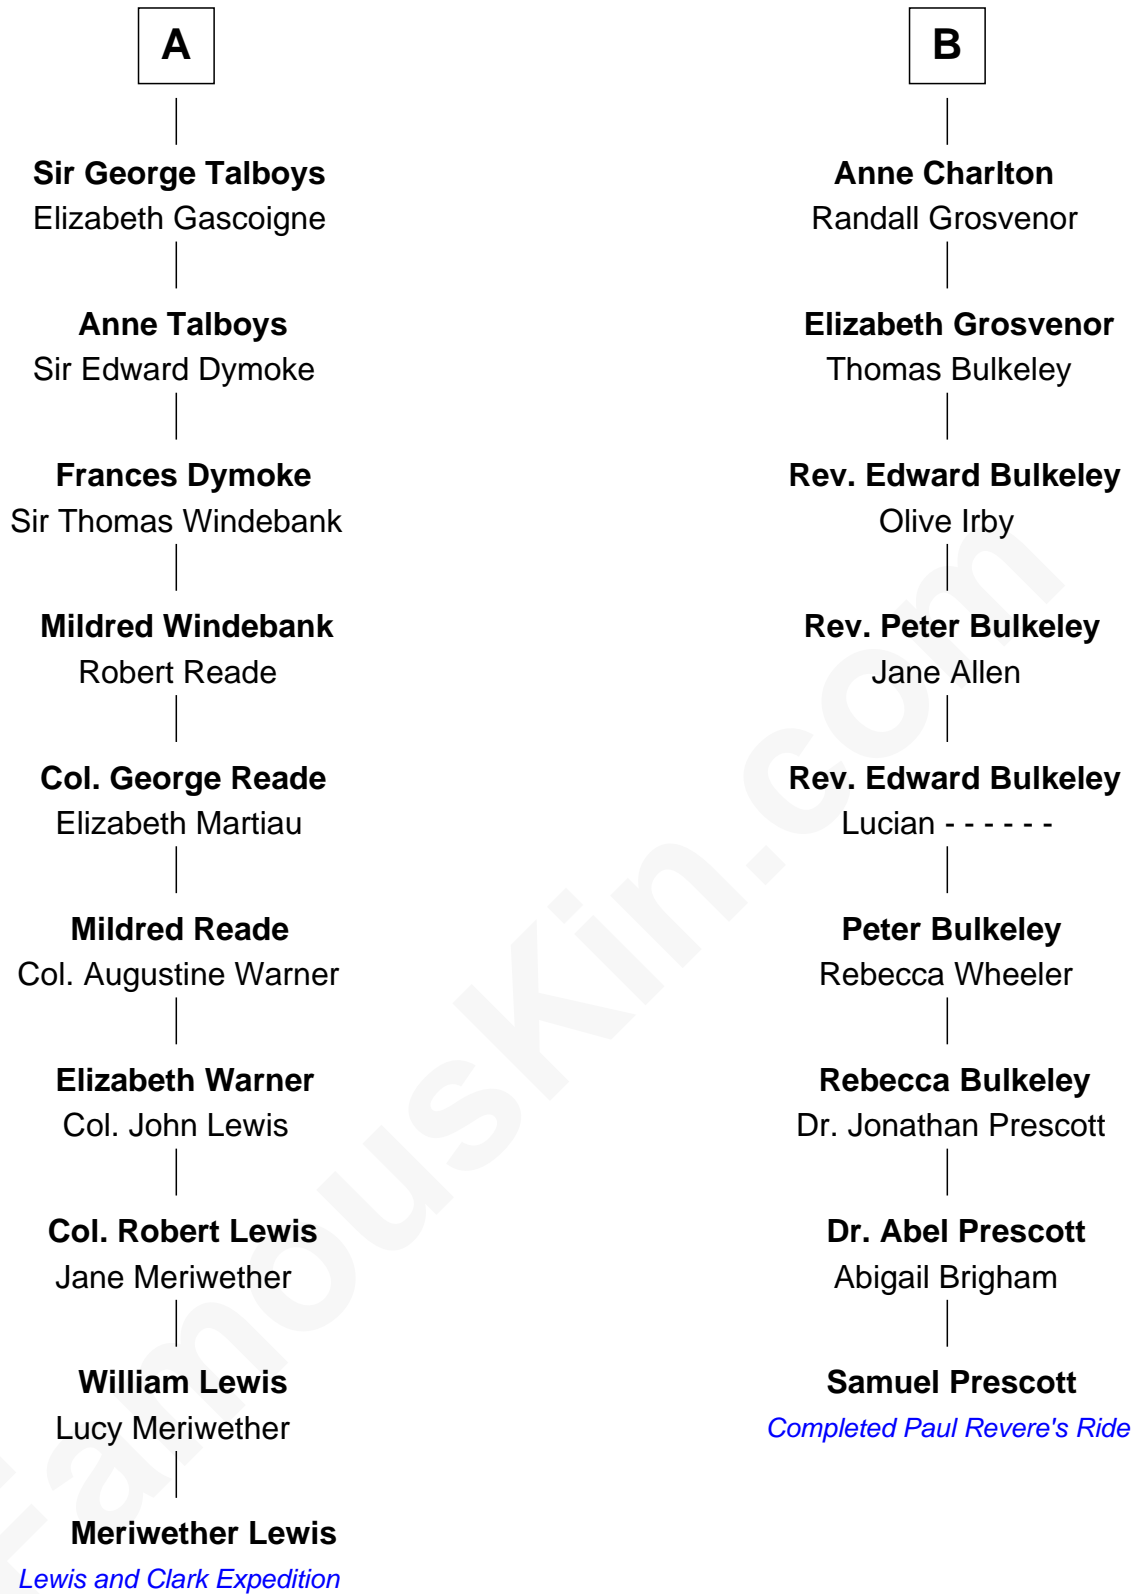 A
Sir George Talboys
Elizabeth Gascoigne
Anne Talboys
Sir Edward Dymoke
Frances Dymoke
Sir Thomas Windebank
Mildred Windebank
Robert Reade
Col. George Reade
Elizabeth Martiau
Mildred Reade
Col. Augustine Warner
Elizabeth Warner
Col. John Lewis
Col. Robert Lewis
Jane Meriwether
William Lewis
Lucy Meriwether
Meriwether Lewis
Lewis and Clark Expedition
B
Anne Charlton
Randall Grosvenor
Elizabeth Grosvenor
Thomas Bulkeley
Rev. Edward Bulkeley
Olive Irby
Rev. Peter Bulkeley
Jane Allen
Rev. Edward Bulkeley
Lucian - - - - - -
Peter Bulkeley
Rebecca Wheeler
Rebecca Bulkeley
Dr. Jonathan Prescott
Dr. Abel Prescott
Abigail Brigham
Samuel Prescott
Completed Paul Revere's Ride
FamousKin.com